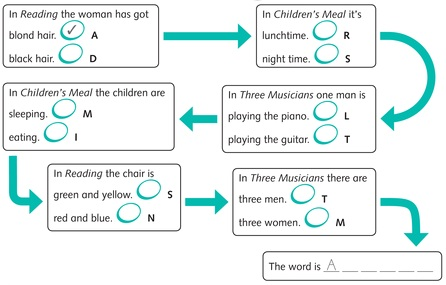 In Reading the woman has got
blond hair. ✓ A
black hair. D
In Children's Meal it's
lunchtime. R
night time. S
In Three Musicians one man is
playing the piano. L
playing the guitar. T
In Children's Meal the children are
sleeping. M
eating. I
In Reading the chair is
green and yellow. S
red and blue. N
In Three Musicians there are
three men. T
three women. M
The word is A _ _ _ _ _